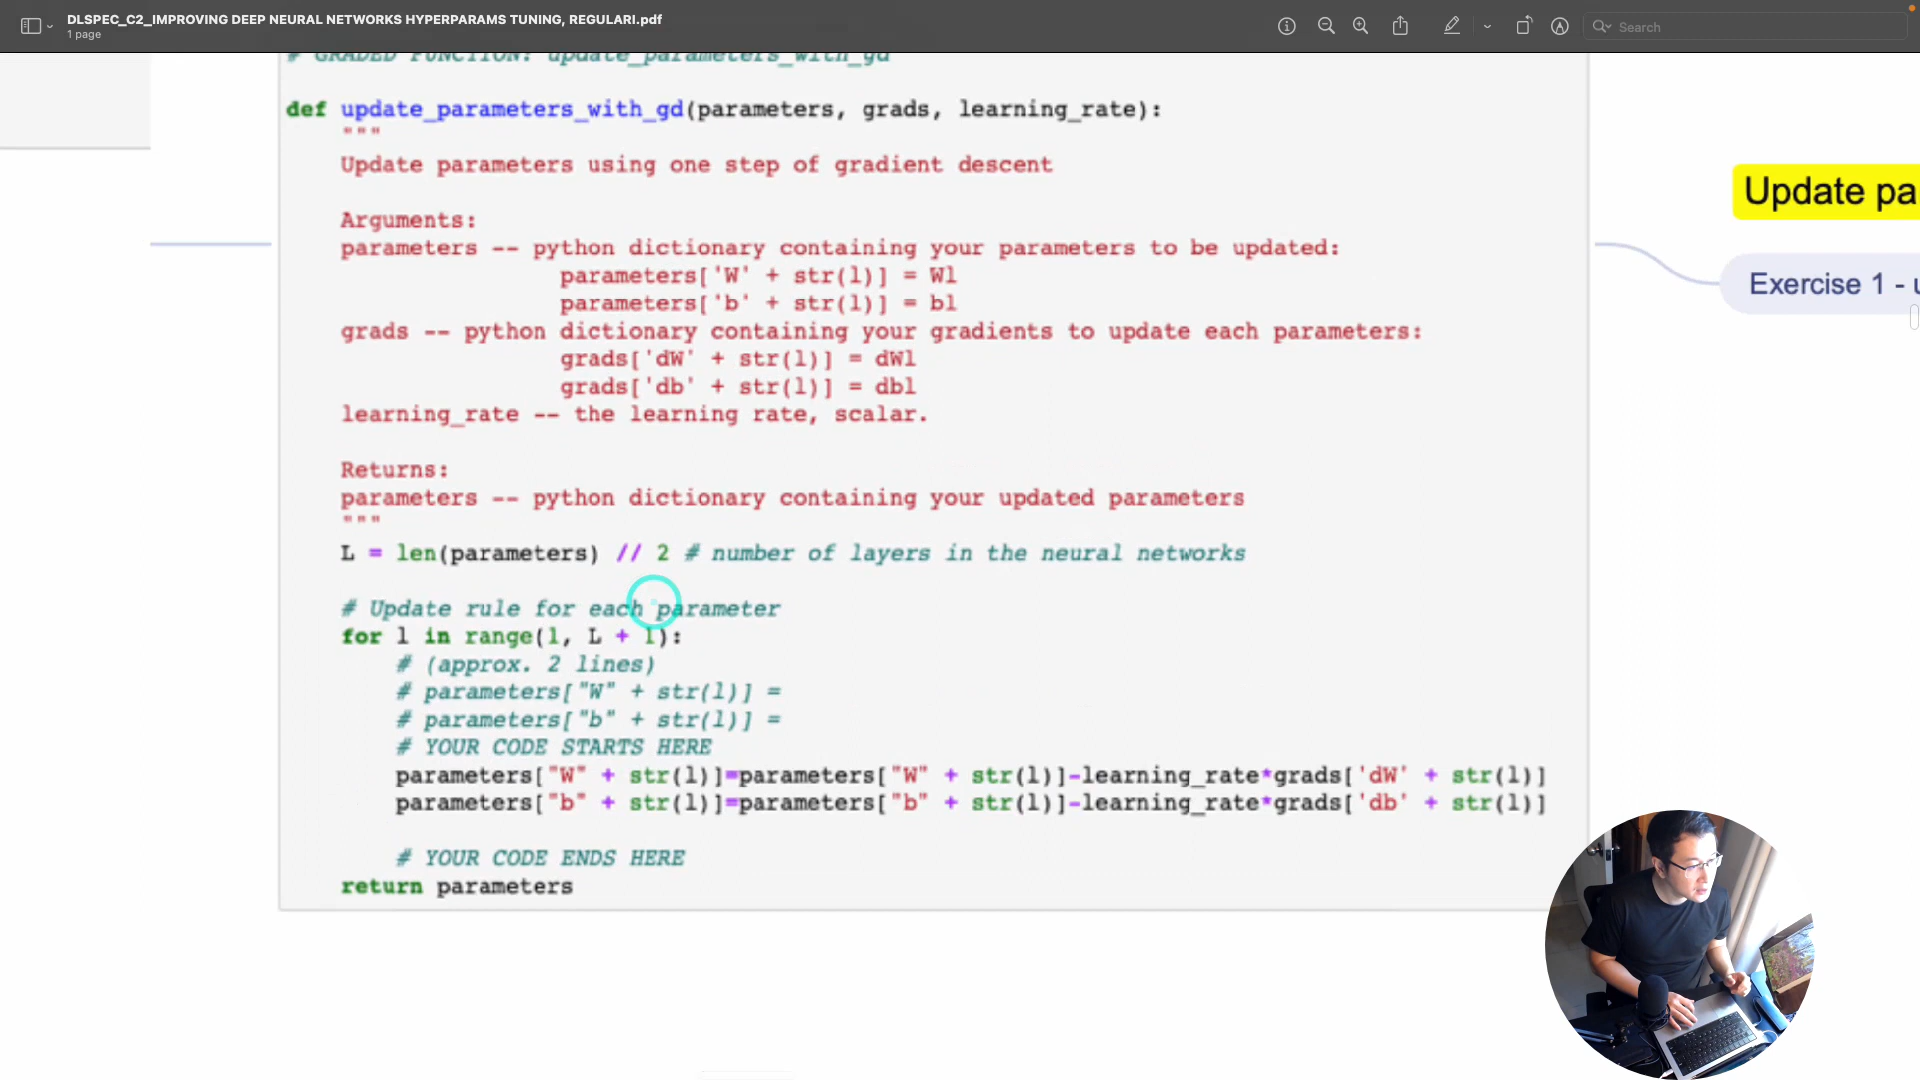 DLSPEC_C2_IMPROVING DEEP NEURAL NETWORKS HYPERPARAMS TUNING, REGULARI.pdf
1 page
Search
# GRADED FUNCTION: update_parameters_with_gd
def update_parameters_with_gd(parameters, grads, learning_rate):
"""
Update parameters using one step of gradient descent
Arguments:
parameters -- python dictionary containing your parameters to be updated:
parameters['W' + str(l)] = Wl
parameters['b' + str(l)] = bl
grads -- python dictionary containing your gradients to update each parameters:
grads['dW' + str(l)] = dWl
grads['db' + str(l)] = dbl
learning_rate -- the learning rate, scalar.
Returns:
parameters -- python dictionary containing your updated parameters
"""
L = len(parameters) // 2 # number of layers in the neural networks
# Update rule for each parameter
for l in range(1, L + 1):
# (approx. 2 lines)
# parameters["W" + str(l)] =
# parameters["b" + str(l)] =
# YOUR CODE STARTS HERE
parameters["W" + str(l)]=parameters["W" + str(l)]-learning_rate*grads['dW' + str(l)]
parameters["b" + str(l)]=parameters["b" + str(l)]-learning_rate*grads['db' + str(l)]
# YOUR CODE ENDS HERE
return parameters
Update pa
Exercise 1 - u